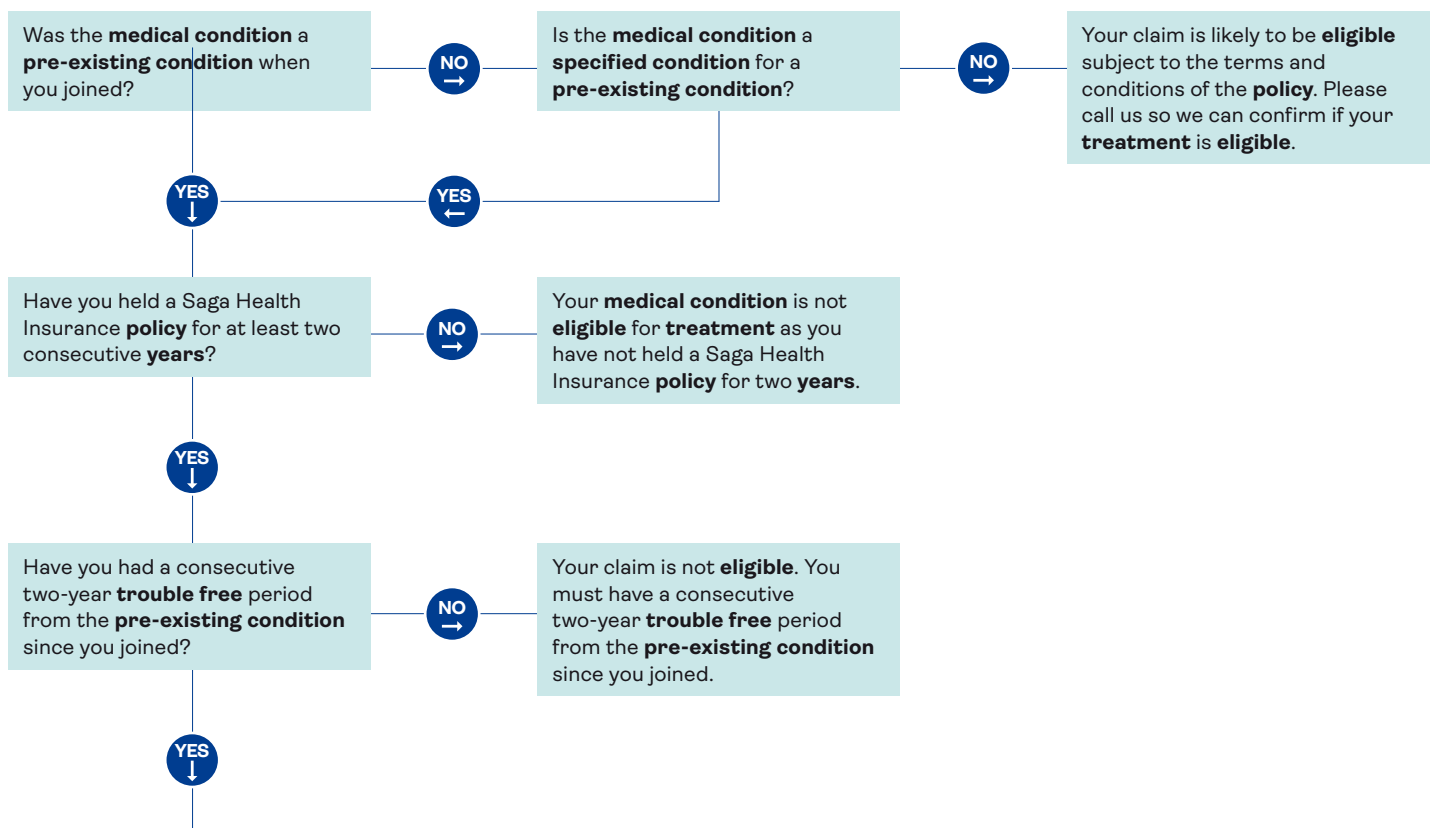 Was the medical condition a
pre-existing condition when
you joined?
NO
→
Is the medical condition a
specified condition for a
pre-existing condition?
NO
→
Your claim is likely to be eligible
subject to the terms and
conditions of the policy. Please
call us so we can confirm if your
treatment is eligible.
YES
↓
YES
←
Have you held a Saga Health
Insurance policy for at least two
consecutive years?
NO
→
Your medical condition is not
eligible for treatment as you
have not held a Saga Health
Insurance policy for two years.
YES
↓
Have you had a consecutive
two-year trouble free period
from the pre-existing condition
since you joined?
NO
→
Your claim is not eligible. You
must have a consecutive
two-year trouble free period
from the pre-existing condition
since you joined.
YES
↓